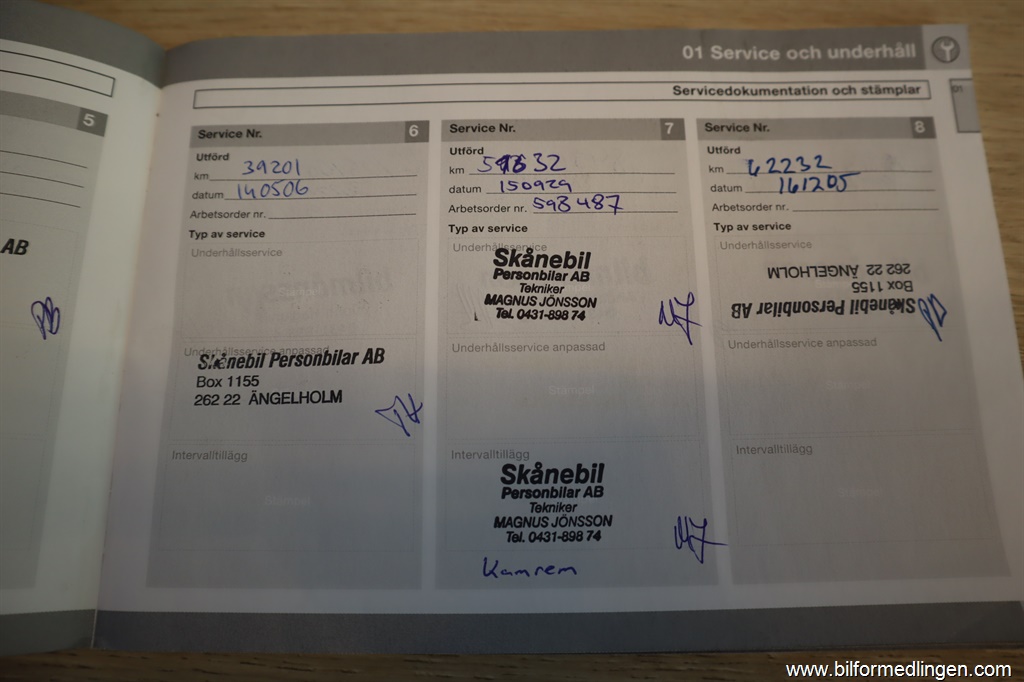 01 Service och underhåll
01
Servicedokumentation och stämplar
5
AB
Service Nr. 6
Utförd
km 39201
datum 140506
Arbetsorder nr.
Typ av service
Underhållsservice
Underhållsservice anpassad
Skånebil Personbilar AB
Box 1155
262 22 ÄNGELHOLM
Intervalltillägg
Service Nr. 7
Utförd
km
datum 150929
Arbetsorder nr. 598487
Typ av service
Underhållsservice
Skånebil
Personbilar AB
Tekniker
MAGNUS JÖNSSON
Tel. 0431-898 74
MJ
Underhållsservice anpassad
Stämpel
Intervalltillägg
Skånebil
Personbilar AB
Tekniker
MAGNUS JÖNSSON
Tel. 0431-898 74
MJ
Kamrem
Service Nr. 8
Utförd
km 62232
datum 161205
Arbetsorder nr.
Typ av service
Underhållsservice
Skånebil Personbilar AB
Box 1155
262 22 ÄNGELHOLM
Underhållsservice anpassad
Intervalltillägg
www.bilformedlingen.com